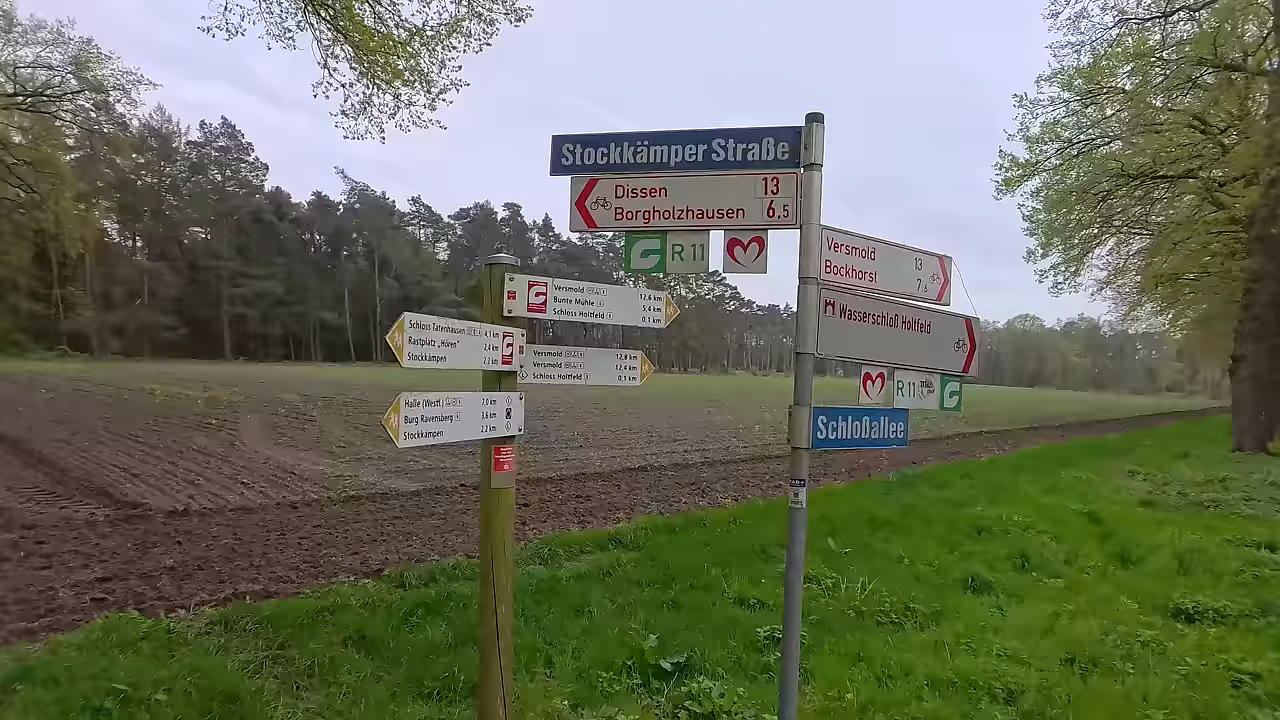 Stockkämper Straße
Dissen 13
Borgholzhausen 6,5
R11
Versmold 13
Bockhorst 7,6
Wasserschloß Holtfeld
R11
Schloßallee
Versmold 12,6 km
Bunte Mühle 5,4 km
Schloss Holtfeld 0,1 km
Schloss Tatenhausen 4,1 km
Rastplatz „Hören" 2,4 km
Stockkämpen 2,2 km
Versmold 12,8 km
Versmold 12,4 km
Schloss Holtfeld 0,1 km
Halle (Westf.) 7,0 km
Burg Ravensberg 3,6 km
Stockkämpen 2,2 km